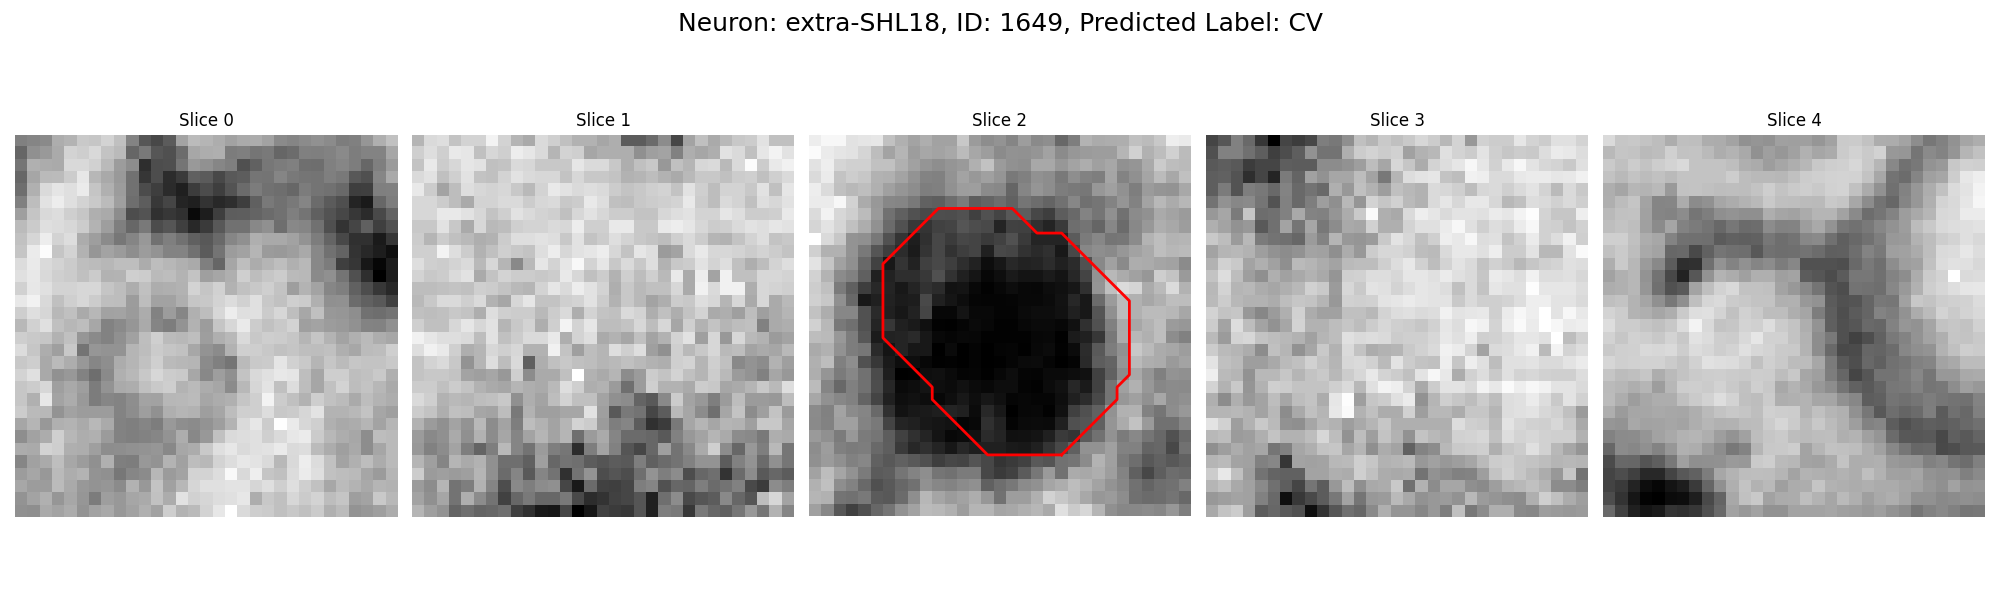 Neuron: extra-SHL18, ID: 1649, Predicted Label: CV
Slice 0
Slice 1
Slice 2
Slice 3
Slice 4